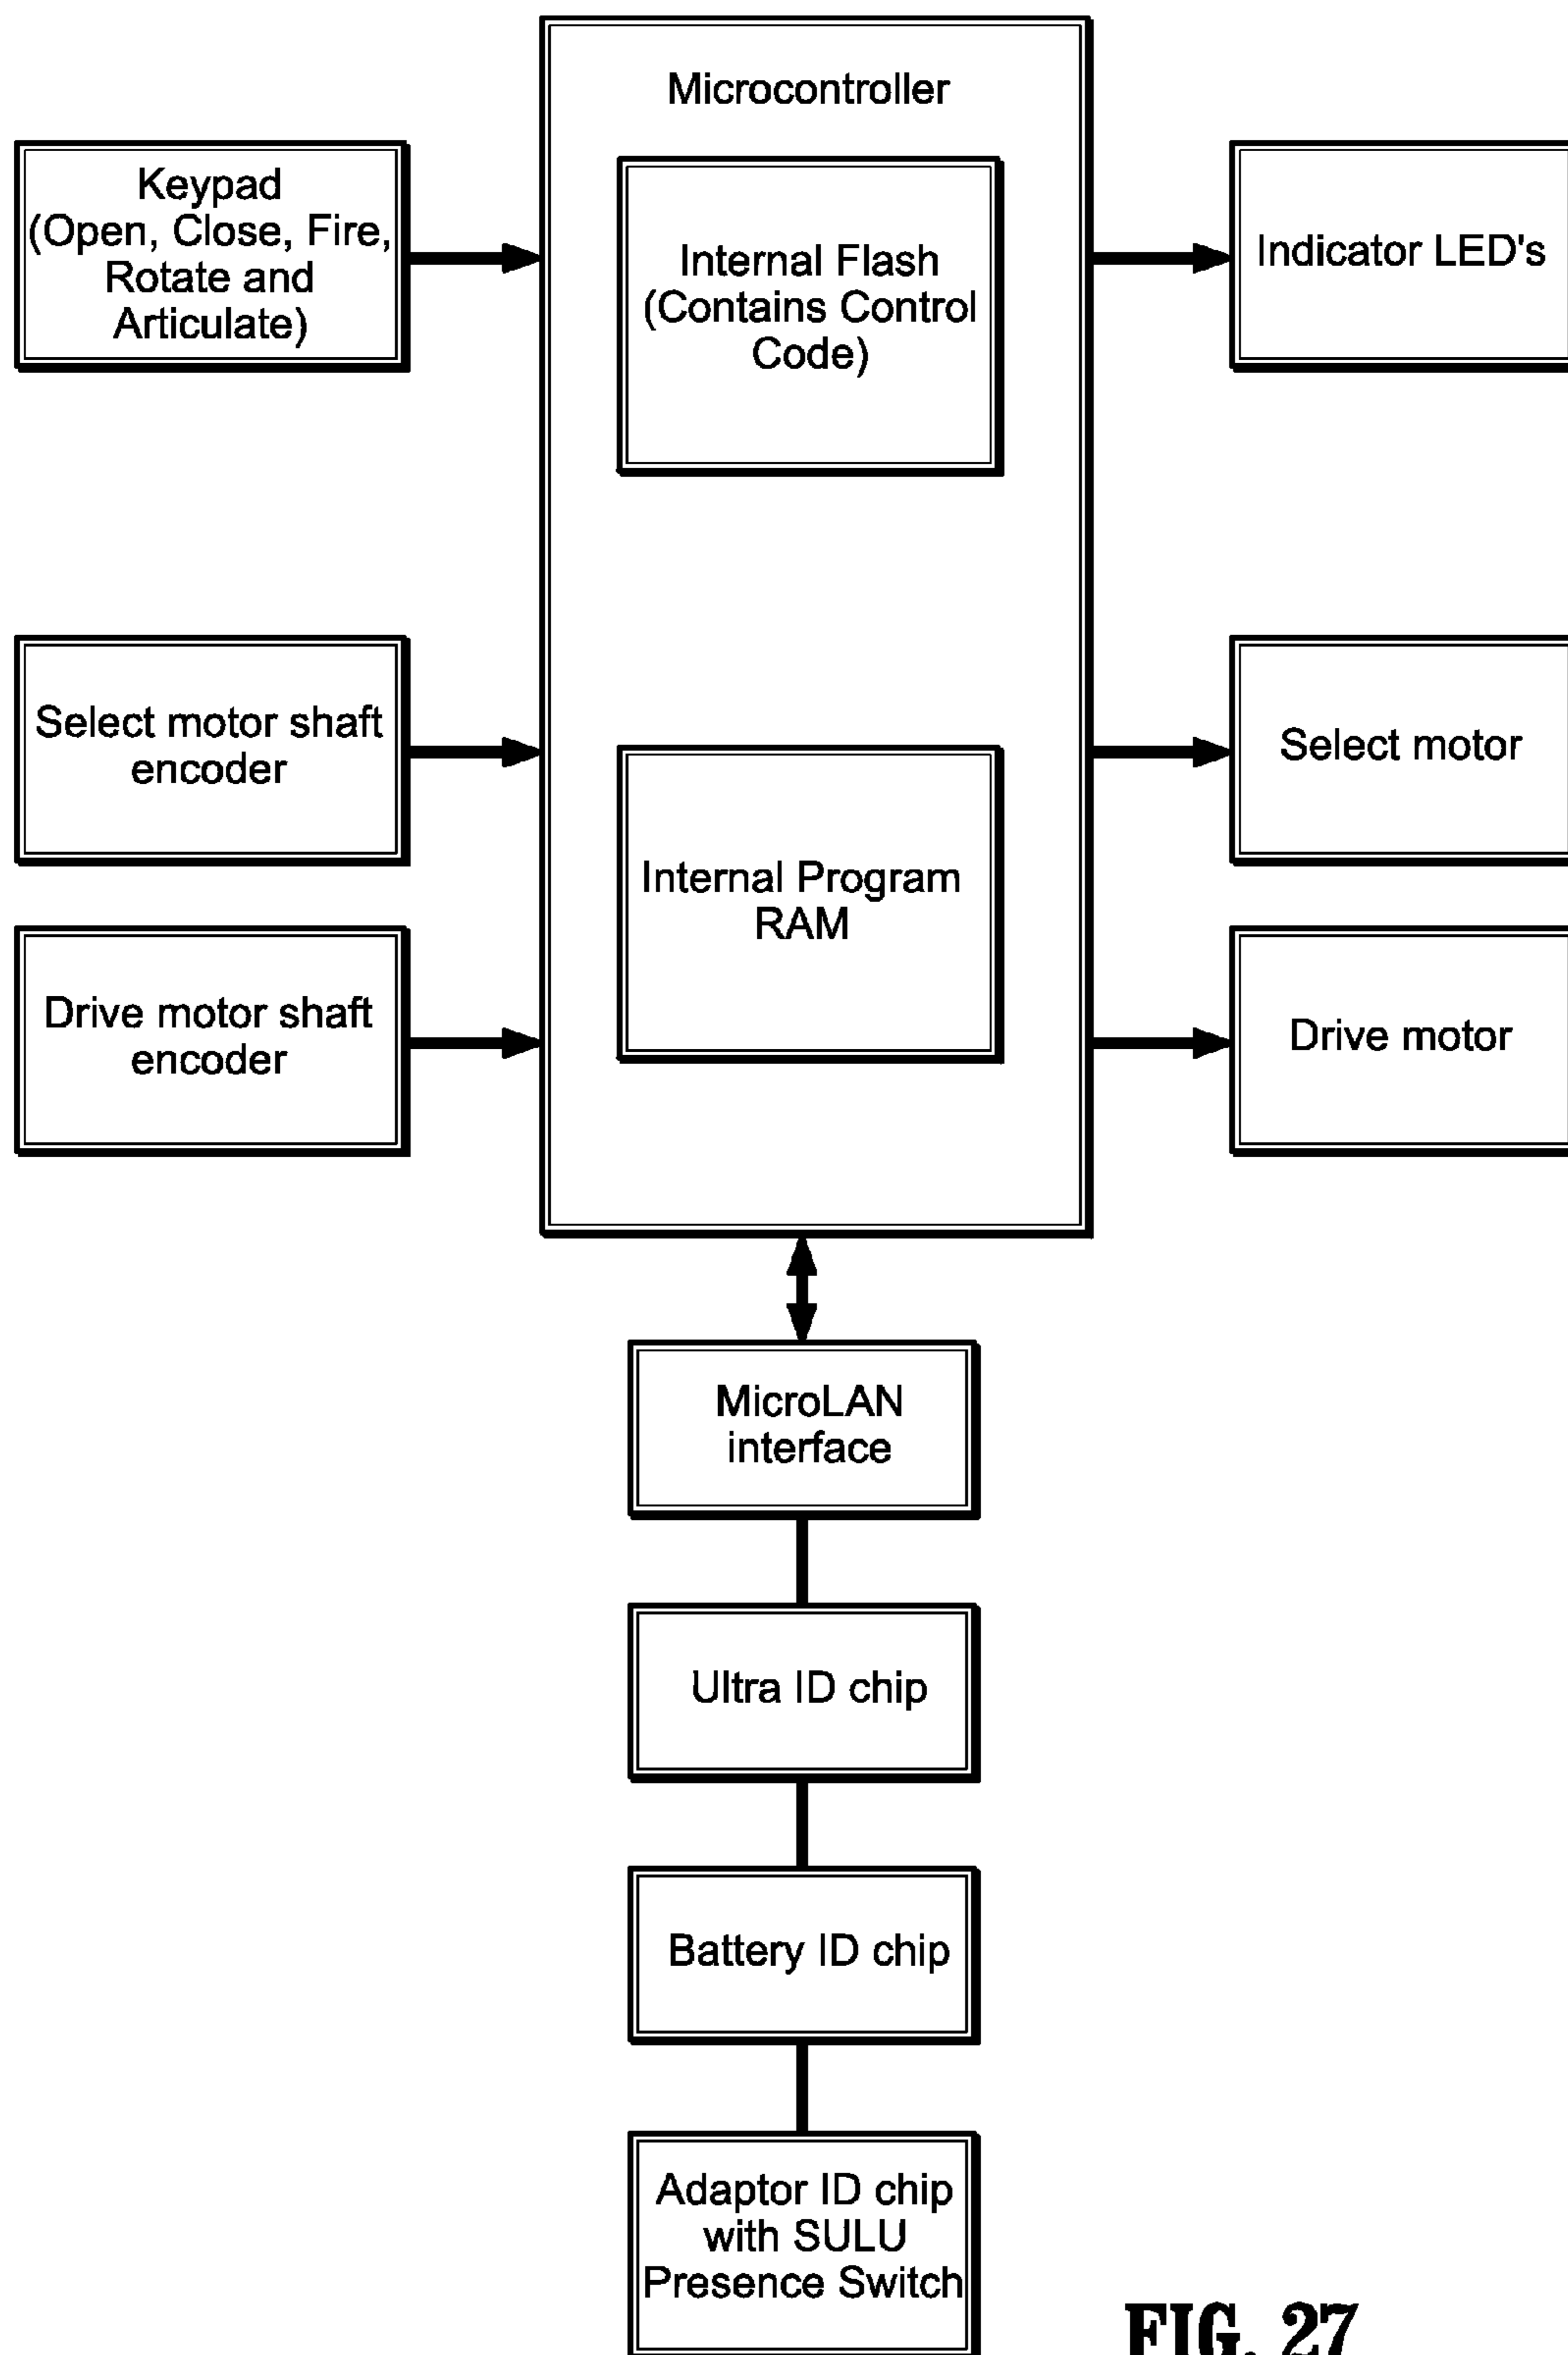 Microcontroller
Keypad
(Open, Close, Fire,
Rotate and
Articulate)
Internal Flash
(Contains Control
Code)
Indicator LED's
Select motor shaft
encoder
Select motor
Internal Program
RAM
Drive motor shaft
encoder
Drive motor
MicroLAN
interface
Ultra ID chip
Battery ID chip
Adaptor ID chip
with SULU
Presence Switch
FIG. 27